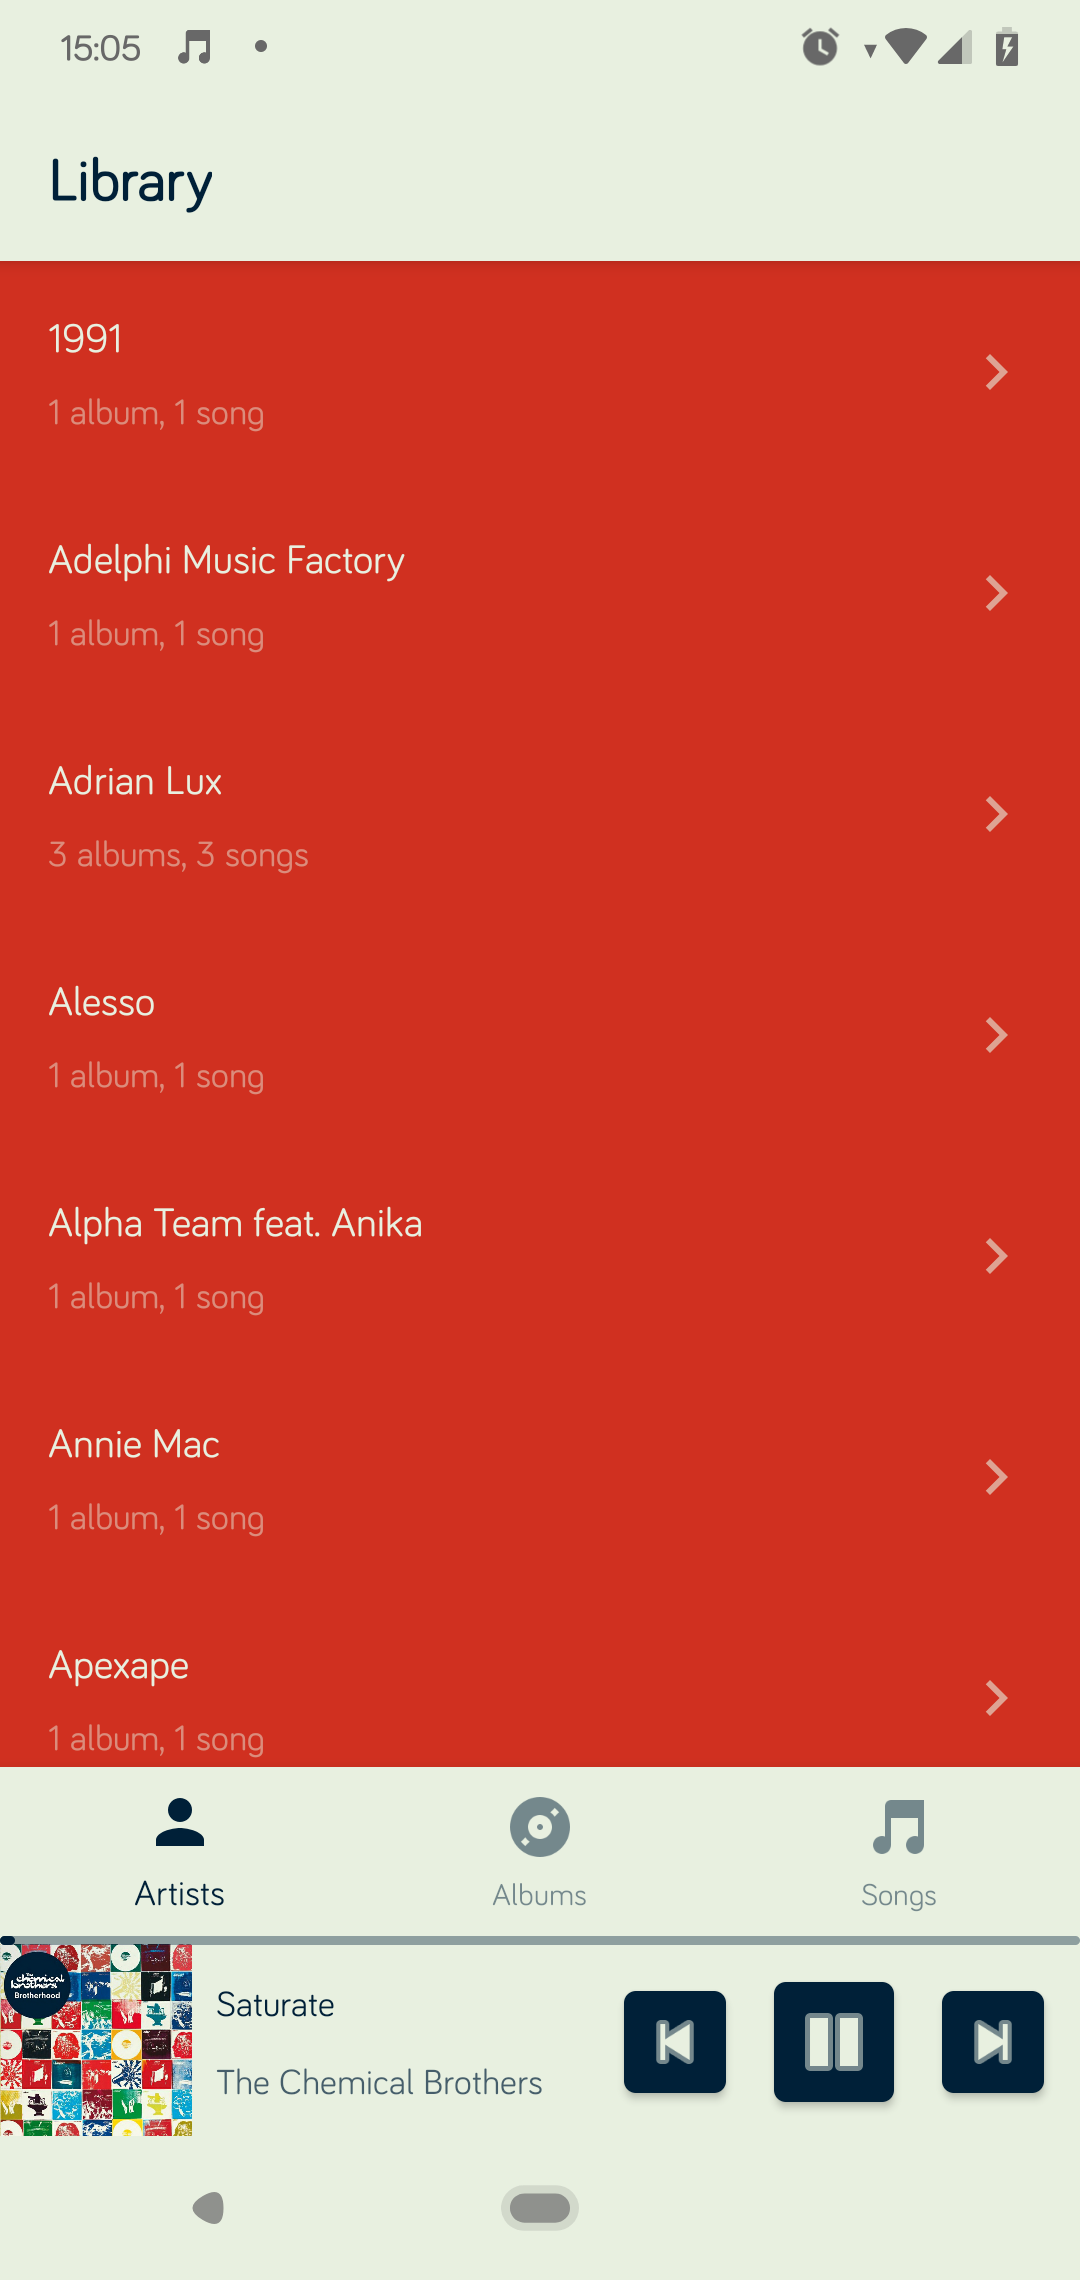 15:05
Library
1991
1 album, 1 song
Adelphi Music Factory
1 album, 1 song
Adrian Lux
3 albums, 3 songs
Alesso
1 album, 1 song
Alpha Team feat. Anika
1 album, 1 song
Annie Mac
1 album, 1 song
Apexape
1 album, 1 song
Artists
Albums
Songs
The
chemical
brothers
Brotherhood
Saturate
The Chemical Brothers